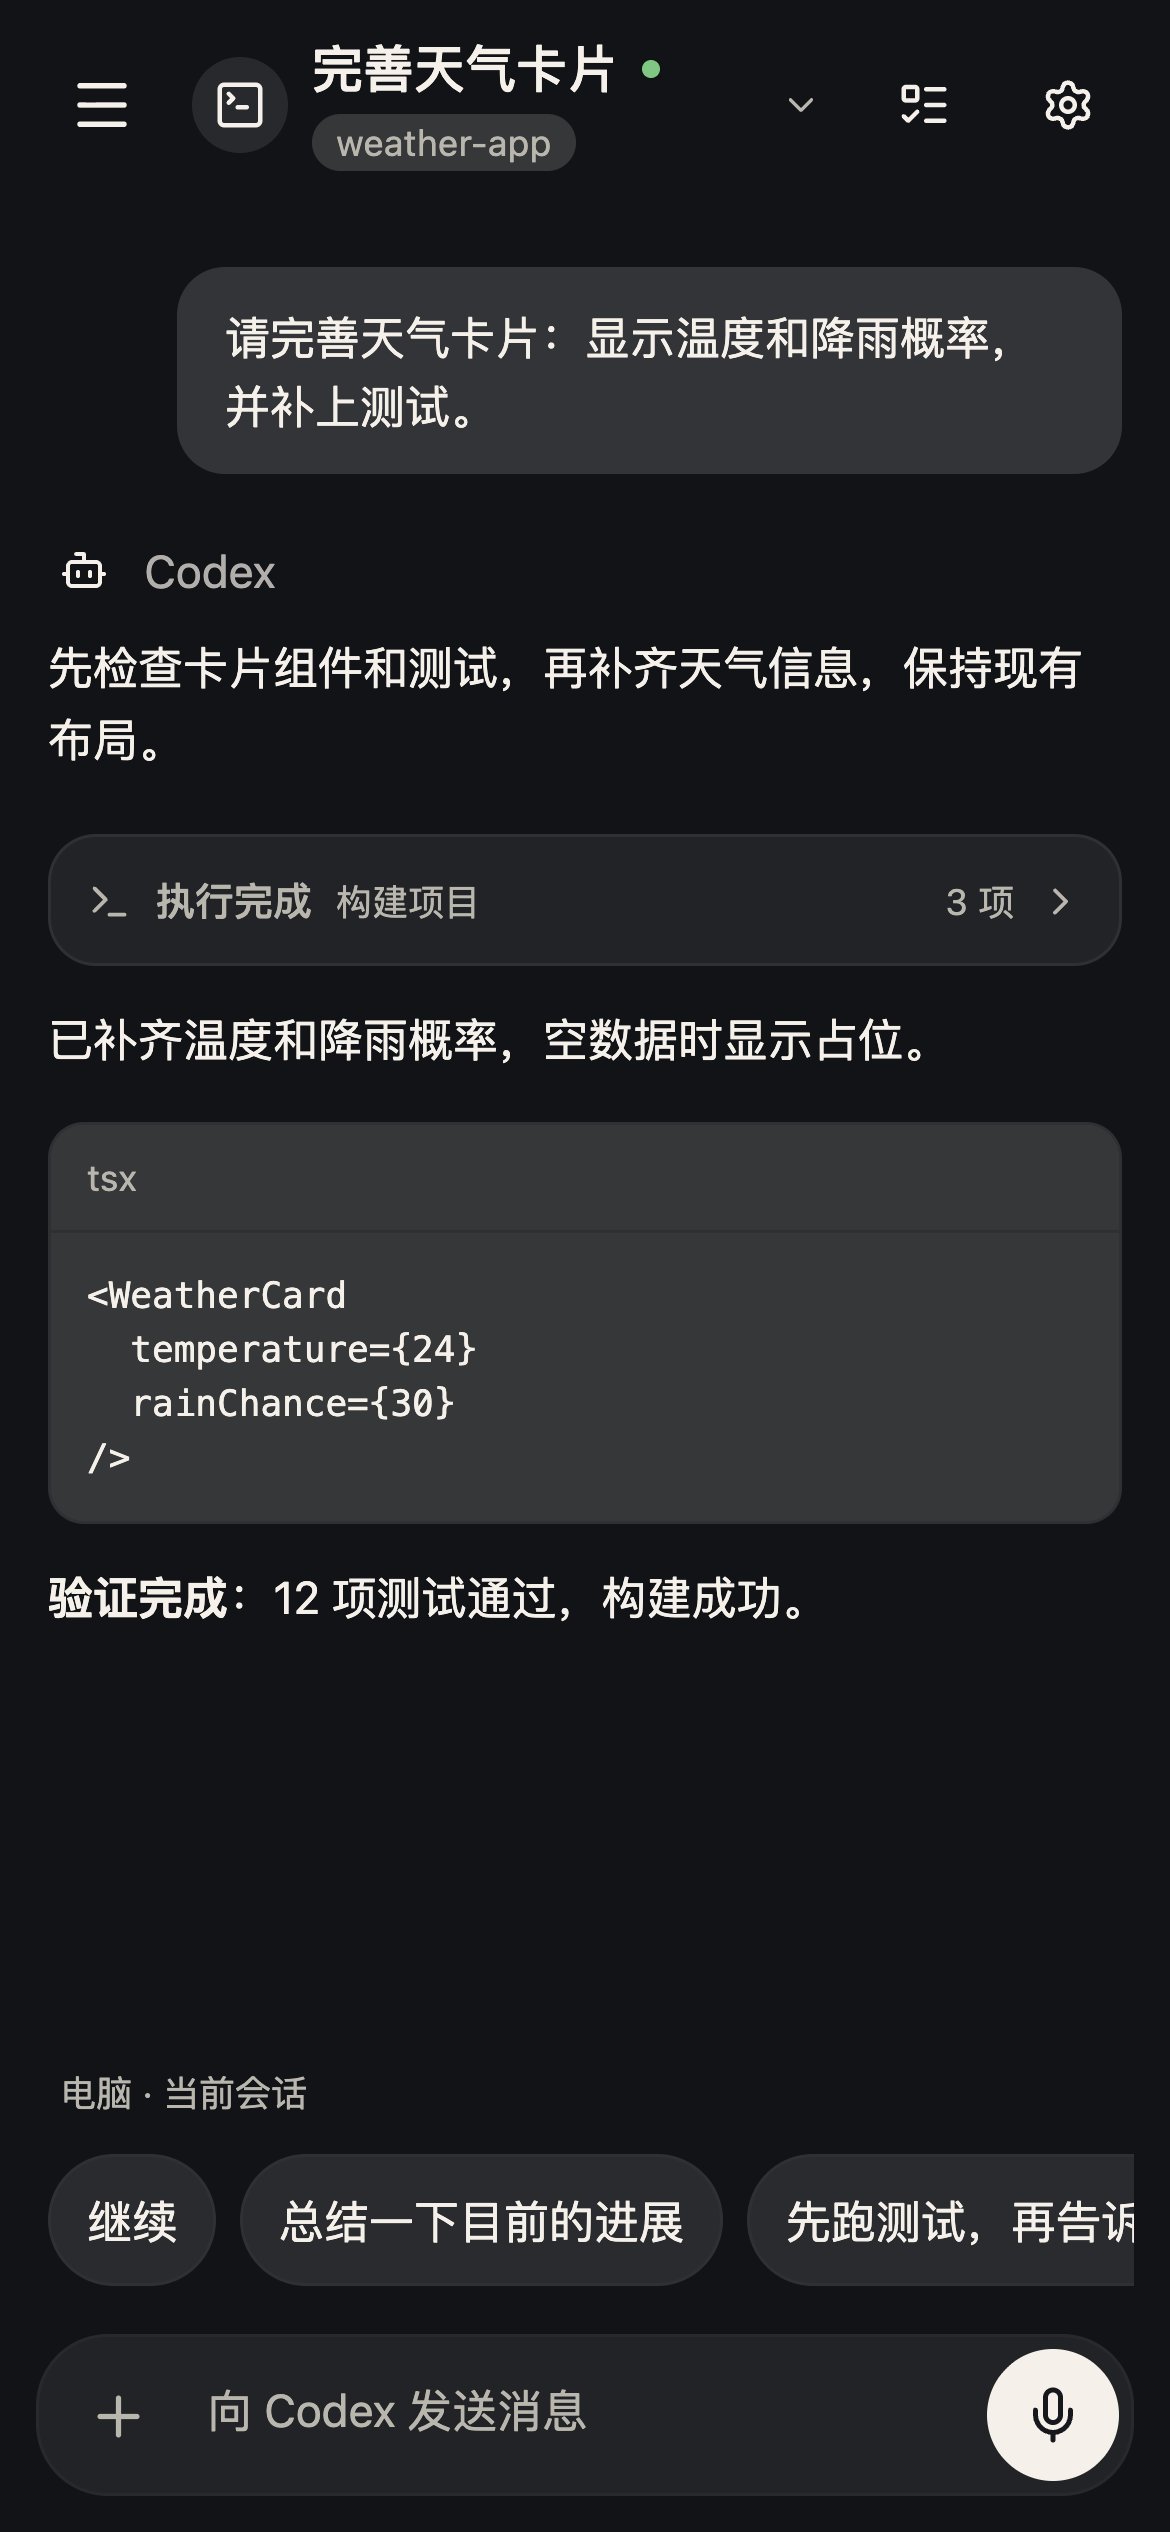 完善天气卡片
weather-app
请完善天气卡片：显示温度和降雨概率，
并补上测试。
Codex
先检查卡片组件和测试，再补齐天气信息，保持现有
布局。
执行完成 构建项目 3 项
已补齐温度和降雨概率，空数据时显示占位。
tsx
<WeatherCard
  temperature={24}
  rainChance={30}
/>
验证完成：12 项测试通过，构建成功。
电脑 · 当前会话
继续 总结一下目前的进展 先跑测试，再告诉
向 Codex 发送消息